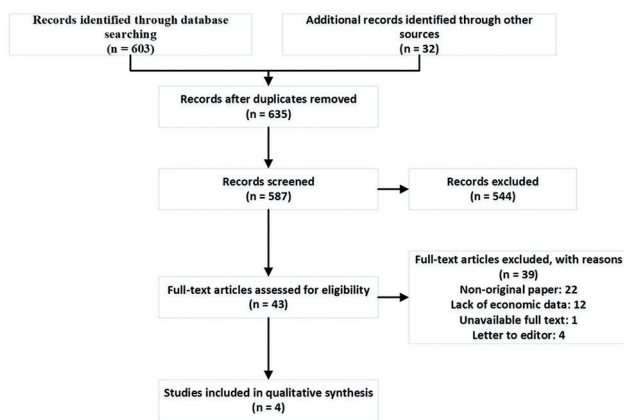 Records identified through database
searching
(n = 603)
Additional records identified through other
sources
(n = 32)
Records after duplicates removed
(n = 635)
Records screened
(n = 587)
Records excluded
(n = 544)
Full-text articles assessed for eligibility
(n = 43)
Full-text articles excluded, with reasons
(n = 39)
Non-original paper: 22
Lack of economic data: 12
Unavailable full text: 1
Letter to editor: 4
Studies included in qualitative synthesis
(n = 4)